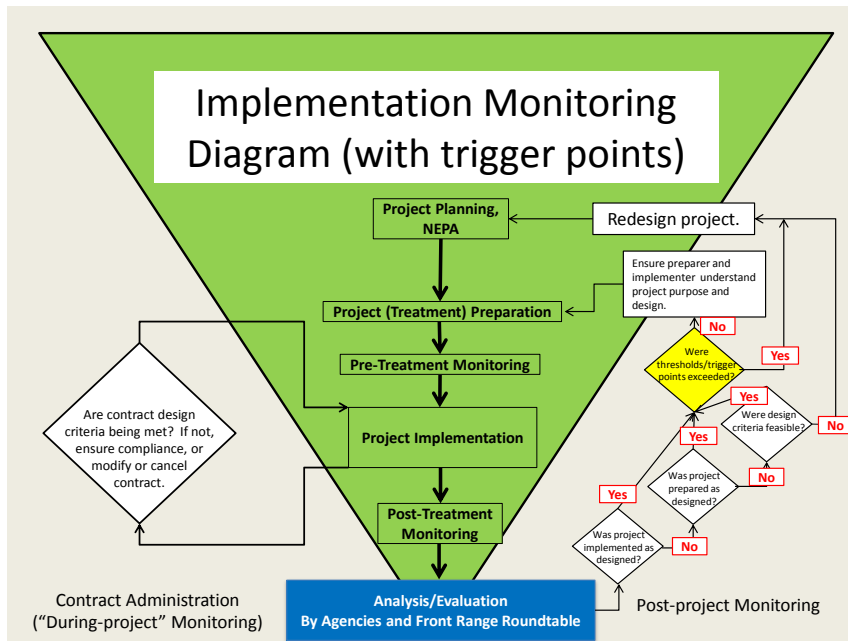 Implementation Monitoring
Diagram (with trigger points)
Project Planning,
NEPA
Redesign project.
Ensure preparer and
implementer understand
project purpose and
design.
Project (Treatment) Preparation
No
Yes
Were
thresholds/trigger
points exceeded?
Pre-Treatment Monitoring
Yes
Were design
criteria feasible?
No
Are contract design
criteria being met? If not,
ensure compliance, or
modify or cancel
contract.
Project Implementation
Yes
No
Was project
prepared as
designed?
Yes
Post-Treatment
Monitoring
Was project
implemented as
designed?
No
Contract Administration
(“During-project” Monitoring)
Analysis/Evaluation
By Agencies and Front Range Roundtable
Post-project Monitoring